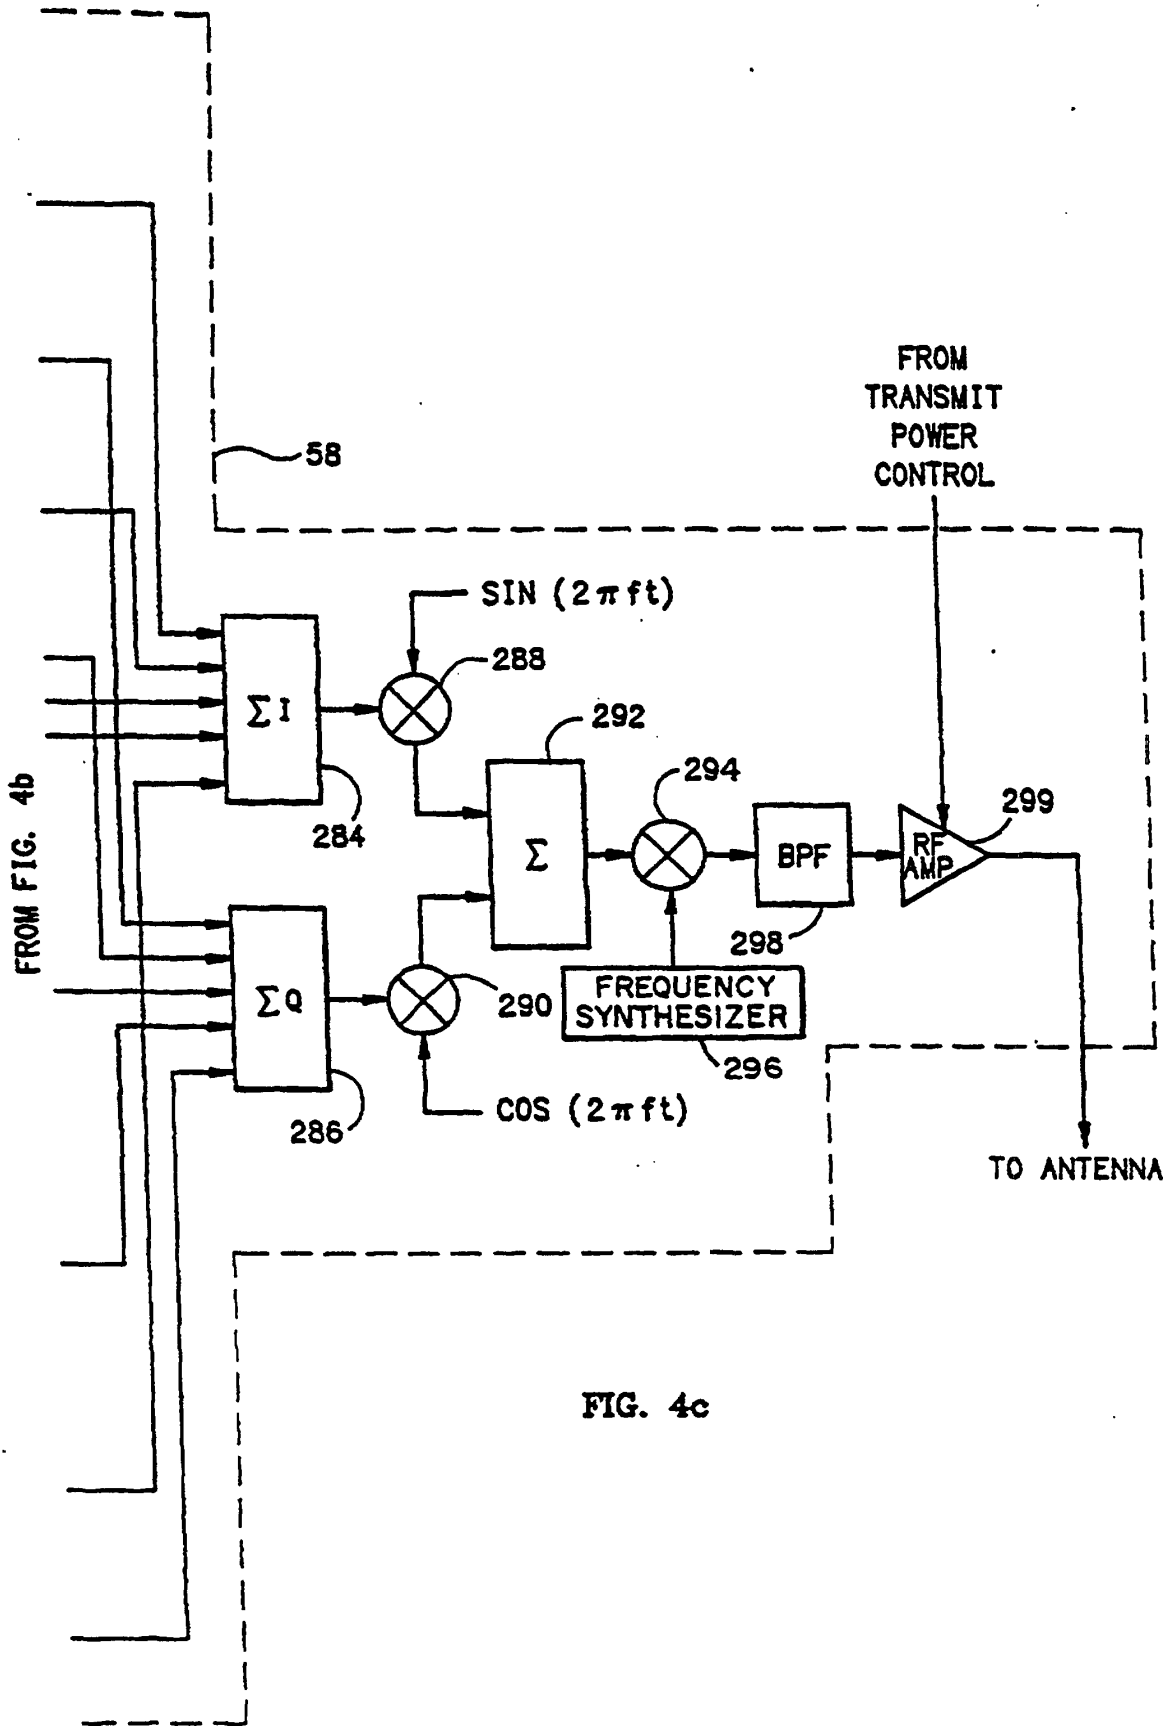 FROM
TRANSMIT
POWER
CONTROL
58
SIN (2πft)
288
292
ΣI
294
299
284
Σ
BPF
RF
AMP
FROM FIG. 4b
298
ΣQ
290
FREQUENCY
SYNTHESIZER
296
286
COS (2πft)
TO ANTENNA
FIG. 4c